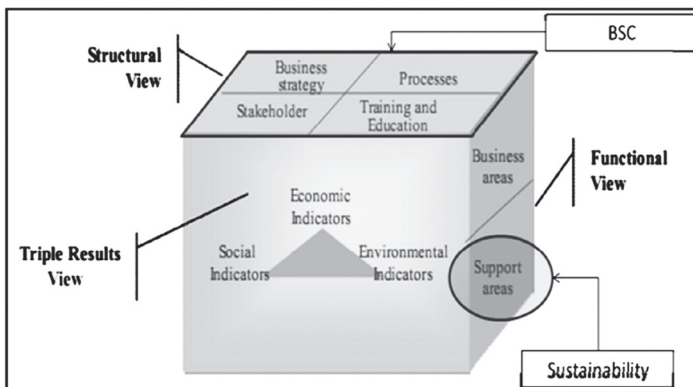 BSC
Structural
View
Business
strategy
Processes
Stakeholder
Training and
Education
Business
areas
Functional
View
Economic
Indicators
Triple Results
View
Social
Indicators
Environmental
Indicators
Support
areas
Sustainability